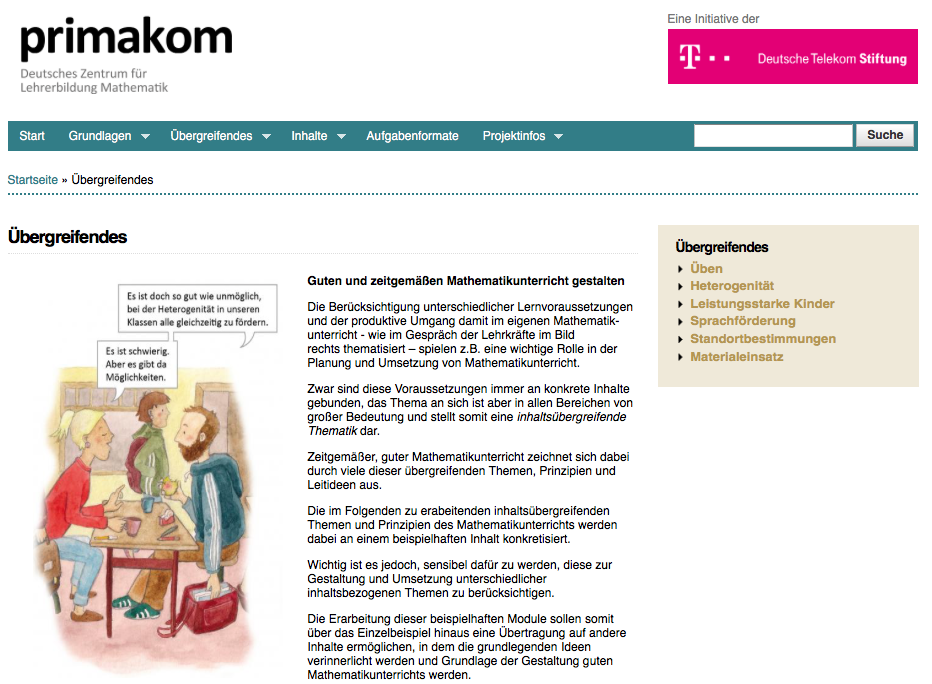 primakom
Deutsches Zentrum für
Lehrerbildung Mathematik
Eine Initiative der
T Deutsche Telekom Stiftung
Start Grundlagen Übergreifendes Inhalte Aufgabenformate Projektinfos Suche
Startseite » Übergreifendes
Übergreifendes
Es ist doch so gut wie unmöglich,
bei der Heterogenität in unseren
Klassen alle gleichzeitig zu fördern.
Es ist schwierig.
Aber es gibt da
Möglichkeiten.
Guten und zeitgemäßen Mathematikunterricht gestalten
Die Berücksichtigung unterschiedlicher Lernvoraussetzungen
und der produktive Umgang damit im eigenen Mathematik-
unterricht - wie im Gespräch der Lehrkräfte im Bild
rechts thematisiert – spielen z.B. eine wichtige Rolle in der
Planung und Umsetzung von Mathematikunterricht.
Zwar sind diese Voraussetzungen immer an konkrete Inhalte
gebunden, das Thema an sich ist aber in allen Bereichen von
großer Bedeutung und stellt somit eine inhaltsübergreifende
Thematik dar.
Zeitgemäßer, guter Mathematikunterricht zeichnet sich dabei
durch viele dieser übergreifenden Themen, Prinzipien und
Leitideen aus.
Die im Folgenden zu erabeitenden inhaltsübergreifenden
Themen und Prinzipien des Mathematikunterrichts werden
dabei an einem beispielhaften Inhalt konkretisiert.
Wichtig ist es jedoch, sensibel dafür zu werden, diese zur
Gestaltung und Umsetzung unterschiedlicher
inhaltsbezogenen Themen zu berücksichtigen.
Die Erarbeitung dieser beispielhaften Module sollen somit
über das Einzelbeispiel hinaus eine Übertragung auf andere
Inhalte ermöglichen, in dem die grundlegenden Ideen
verinnerlicht werden und Grundlage der Gestaltung guten
Mathematikunterrichts werden.
Übergreifendes
Üben
Heterogenität
Leistungsstarke Kinder
Sprachförderung
Standortbestimmungen
Materialeinsatz